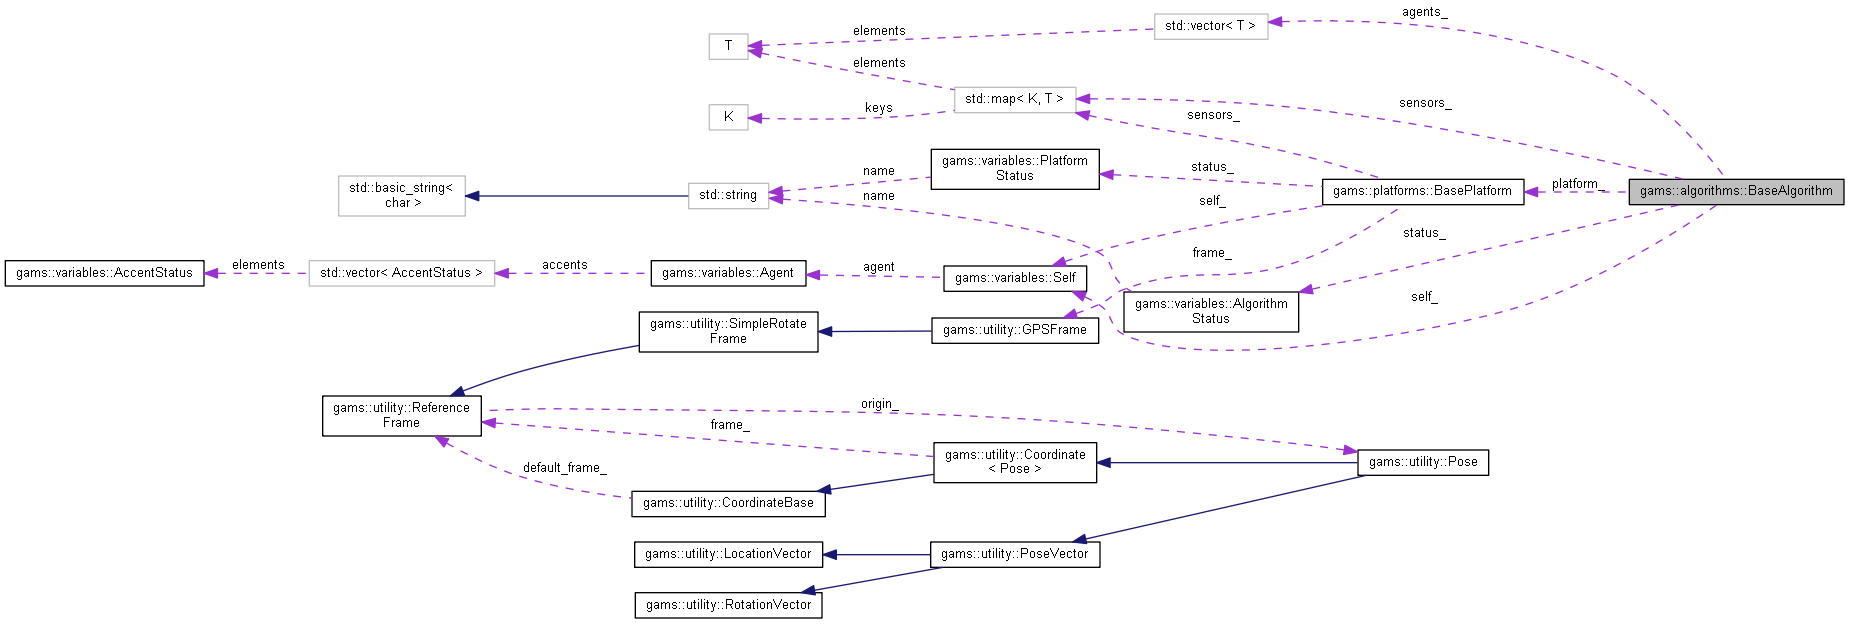 agents_
std::vector< T >
elements
T
elements
std::map< K, T >
sensors_
keys
K
sensors_
gams::variables::Platform
Status
status_
name
std::basic_string<
char >
std::string
name
gams::platforms::BasePlatform
platform_
gams::algorithms::BaseAlgorithm
self_
status_
frame_
gams::variables::AccentStatus
elements
std::vector< AccentStatus >
accents
gams::variables::Agent
agent
gams::variables::Self
gams::variables::Algorithm
Status
self_
gams::utility::SimpleRotate
Frame
gams::utility::GPSFrame
gams::utility::Reference
Frame
origin_
frame_
default_frame_
gams::utility::Coordinate
< Pose >
gams::utility::Pose
gams::utility::CoordinateBase
gams::utility::LocationVector
gams::utility::PoseVector
gams::utility::RotationVector